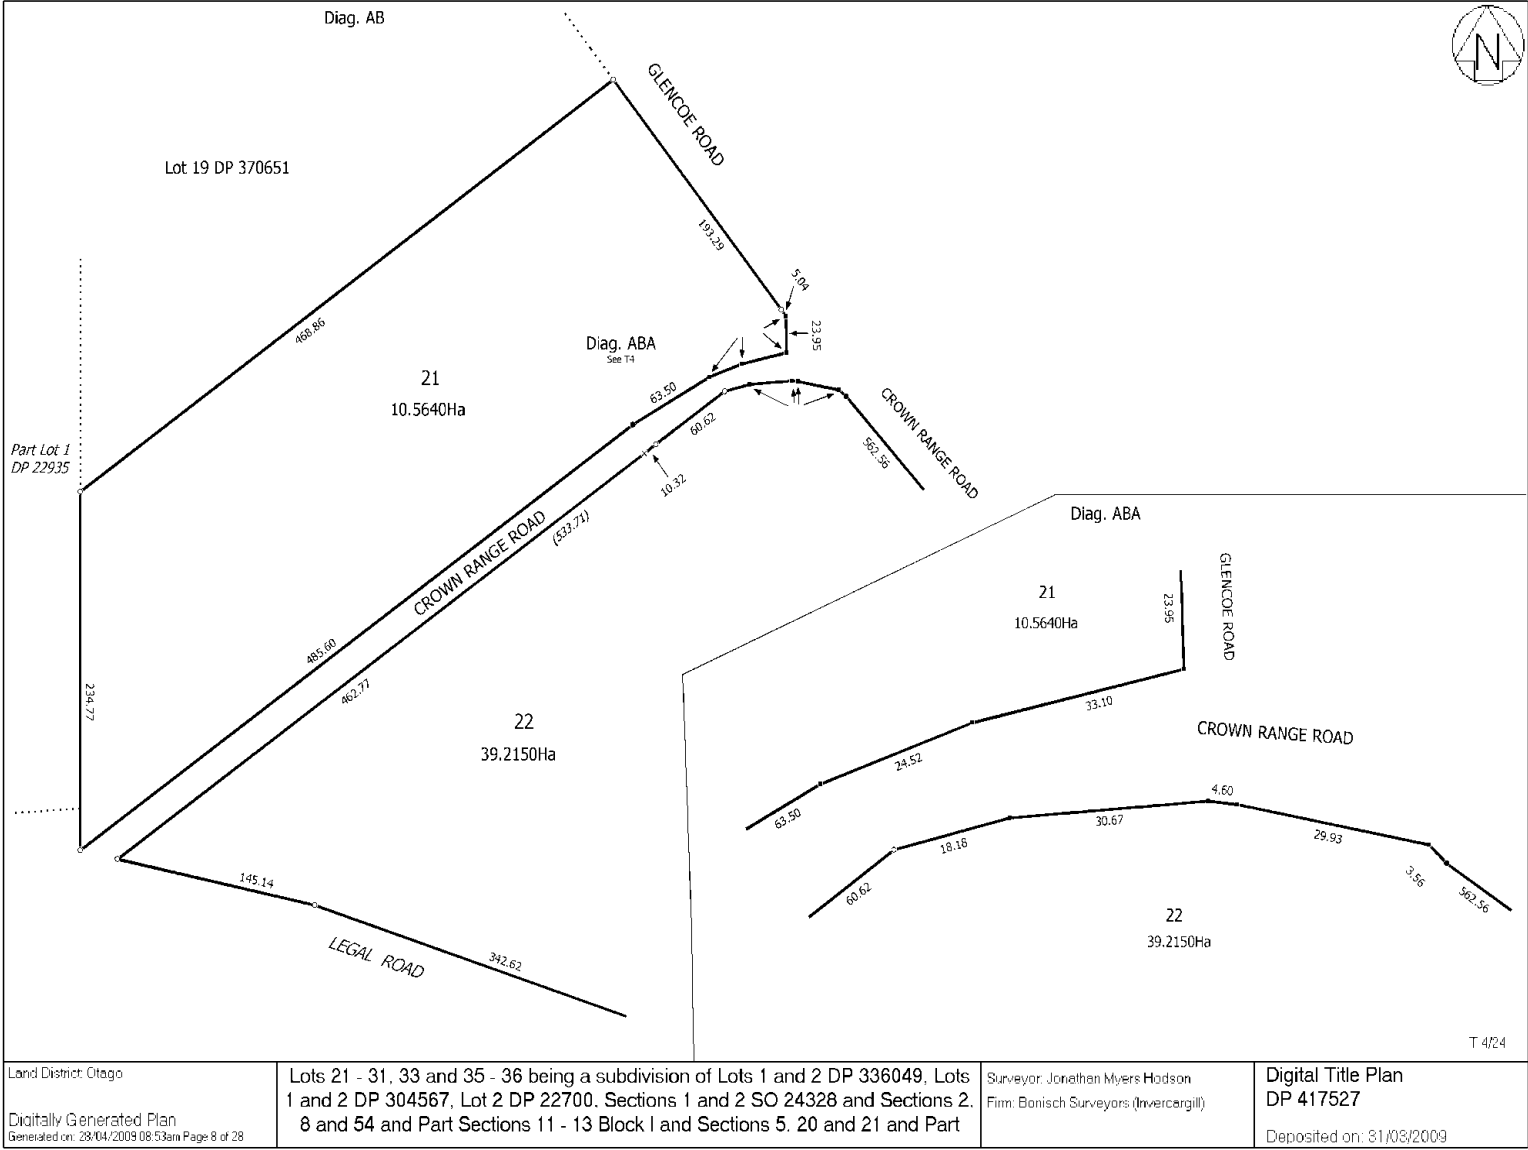 Diag. AB
N
GLENCOE ROAD
Lot 19 DP 370651
193.29
5.04
23.95
468.86
Diag. ABA
See T4
21
10.5640Ha
63.50
60.62
CROWN RANGE ROAD
562.56
Part Lot 1
DP 22935
10.32
(533.71)
CROWN RANGE ROAD
485.60
462.77
234.77
22
39.2150Ha
145.14
LEGAL ROAD
342.62
Diag. ABA
21
10.5640Ha
23.95
GLENCOE ROAD
33.10
CROWN RANGE ROAD
24.52
63.50
4.60
30.67
29.93
18.18
3.56
60.62
562.56
22
39.2150Ha
T 4/24
Land District: Otago
Digitally Generated Plan
Generated on: 28/04/2009 08:53am Page 8 of 28
Lots 21 - 31, 33 and 35 - 36 being a subdivision of Lots 1 and 2 DP 336049, Lots
1 and 2 DP 304567, Lot 2 DP 22700, Sections 1 and 2 SO 24328 and Sections 2,
8 and 54 and Part Sections 11 - 13 Block I and Sections 5, 20 and 21 and Part
Surveyor: Jonathan Myers Hodson
Firm: Bonisch Surveyors (Invercargill)
Digital Title Plan
DP 417527
Deposited on: 31/03/2009